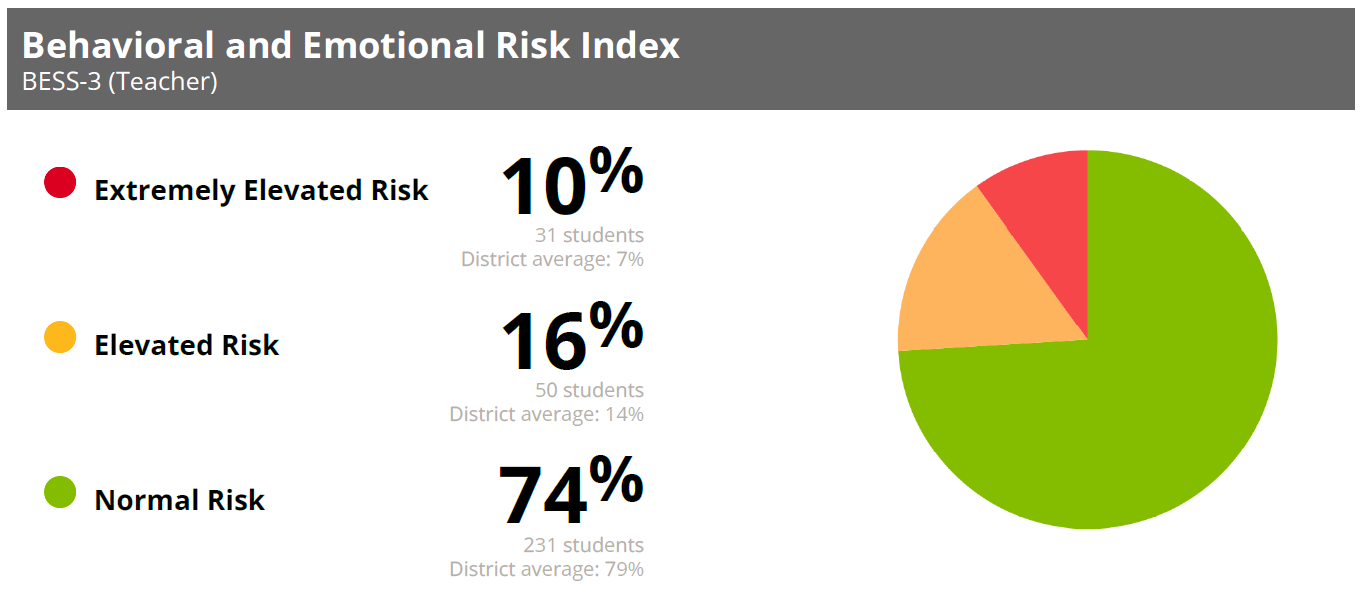 Behavioral and Emotional Risk Index
BESS-3 (Teacher)
Extremely Elevated Risk
10%
31 students
District average: 7%
Elevated Risk
16%
50 students
District average: 14%
Normal Risk
74%
231 students
District average: 79%